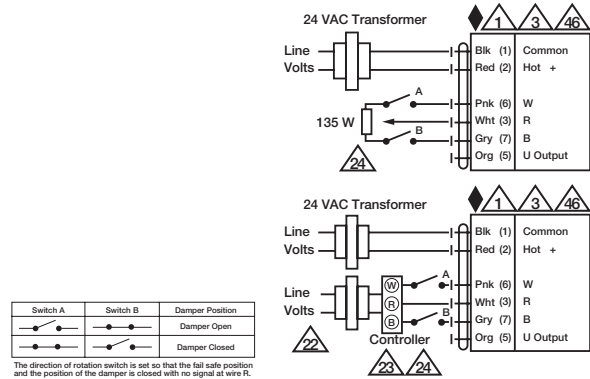 24 VAC Transformer
1 3 46
Line
Volts
Blk (1) Common
Red (2) Hot +
A
Pnk (6) W
135 W
Wht (3) R
B
Gry (7) B
Org (5) U Output
24
24 VAC Transformer
1 3 46
Line
Volts
Blk (1) Common
Red (2) Hot +
A
Line
Volts
W
Pnk (6) W
R
Wht (3) R
B
B
Gry (7) B
Org (5) U Output
22
Controller
23 24
Switch A Switch B Damper Position
Damper Open
Damper Closed
The direction of rotation switch is set so that the fail safe position
and the position of the damper is closed with no signal at wire R.